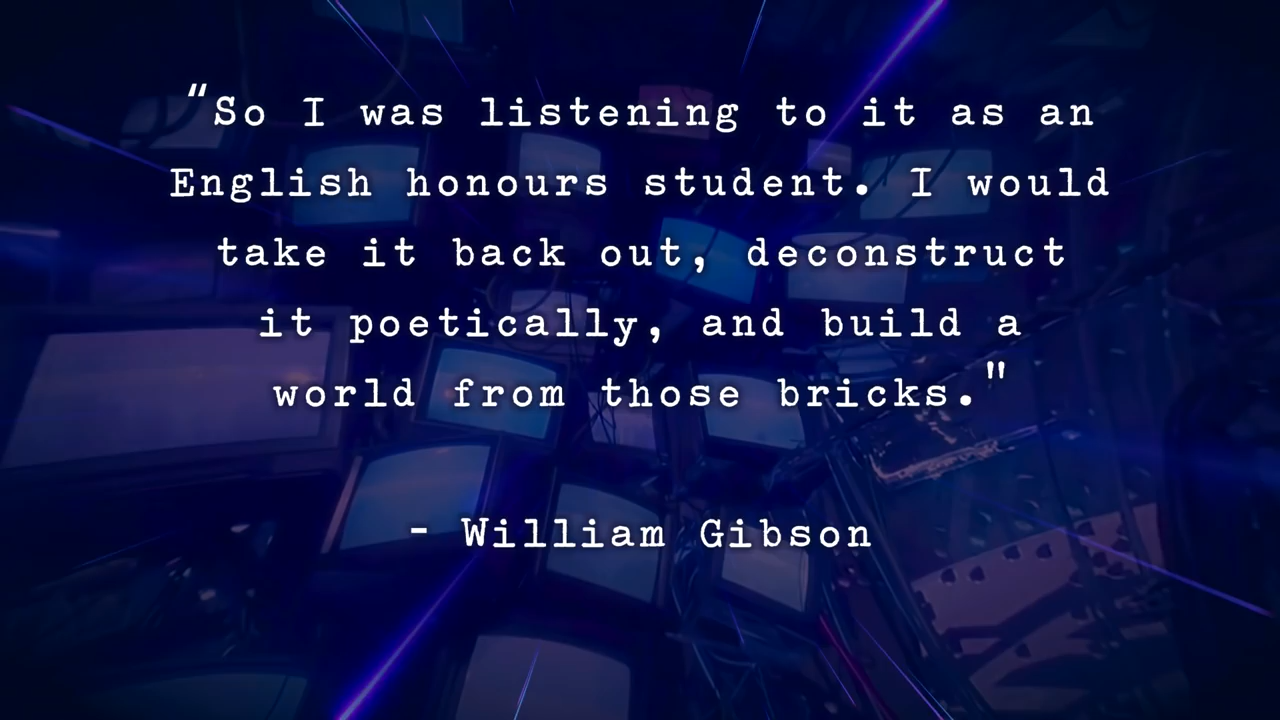 “So I was listening to it as an
English honours student. I would
take it back out, deconstruct
it poetically, and build a
world from those bricks."
- William Gibson